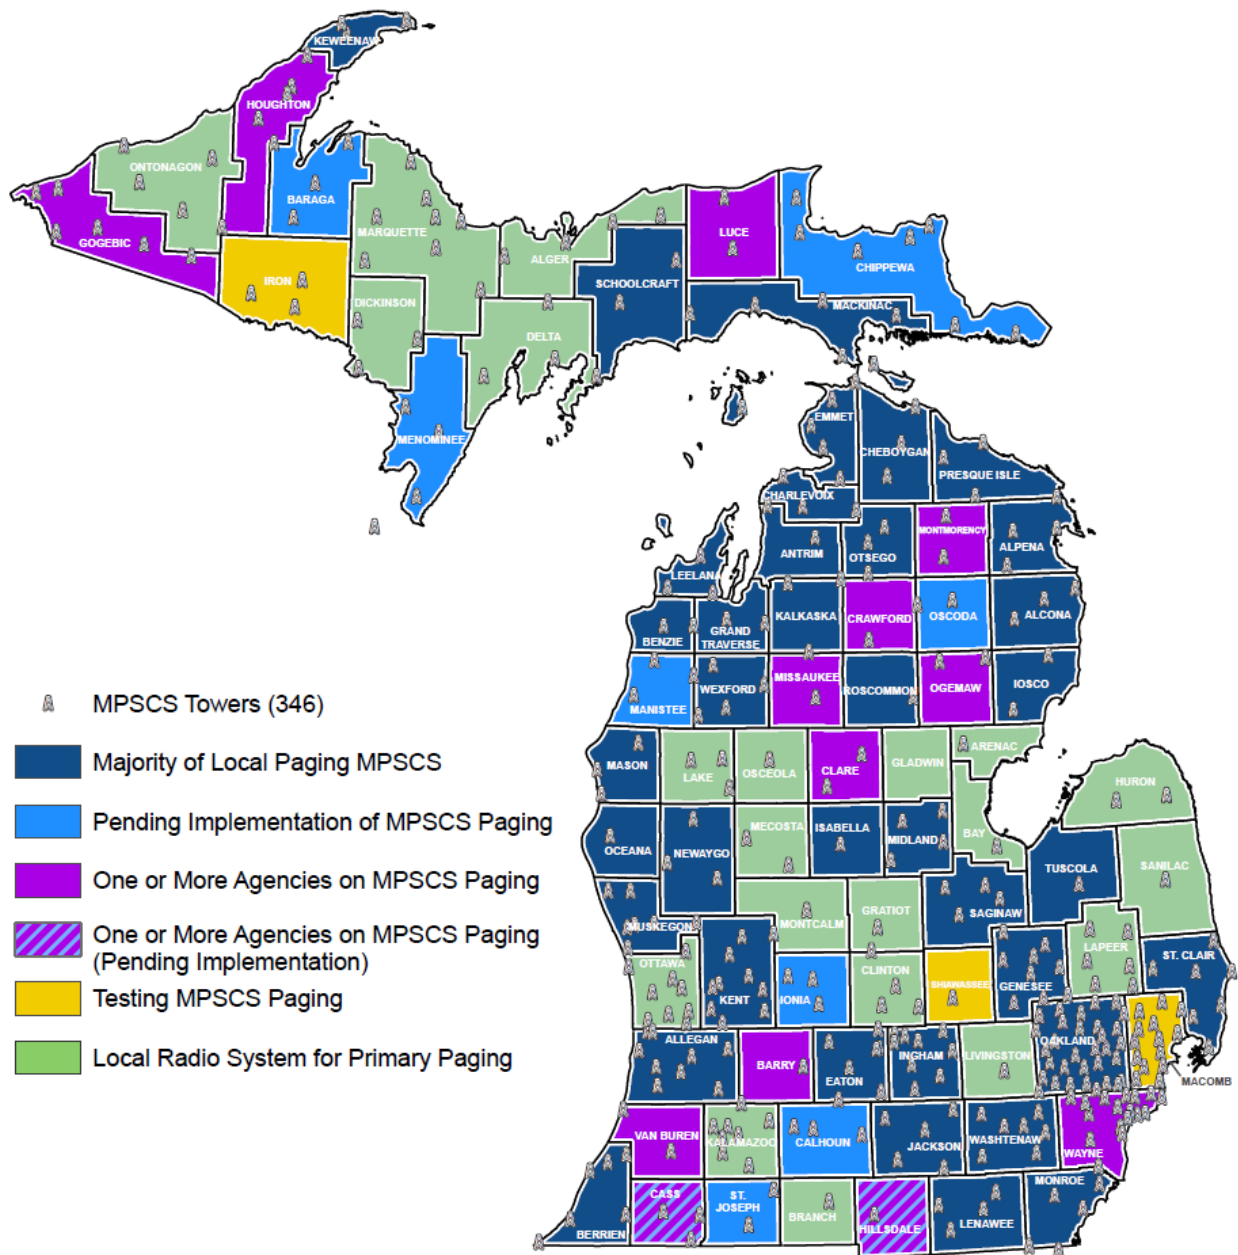 KEWEENAW
HOUGHTON
ONTONAGON
BARAGA
GOGEBIC
MARQUETTE
LUCE
ALGER
CHIPPEWA
IRON
SCHOOLCRAFT
DICKINSON
MACKINAC
DELTA
MENOMINEE
EMMET
CHEBOYGAN
PRESQUE ISLE
CHARLEVOIX
MONTMORENCY
ANTRIM
OTSEGO
ALPENA
LEELANA
KALKASKA
CRAWFORD
OSCODA
ALCONA
BENZIE
GRAND
TRAVERSE
MISSAUKEE
WEXFORD
ROSCOMMON
OGEMAW
IOSCO
MANISTEE
MPSCS Towers (346)
Majority of Local Paging MPSCS
Pending Implementation of MPSCS Paging
One or More Agencies on MPSCS Paging
One or More Agencies on MPSCS Paging
(Pending Implementation)
Testing MPSCS Paging
Local Radio System for Primary Paging
MASON
LAKE
OSCEOLA
CLARE
GLADWIN
ARENAC
HURON
OCEANA
NEWAYGO
MECOSTA
ISABELLA
MIDLAND
BAY
TUSCOLA
SANILAC
MUSKEGON
MONTCALM
GRATIOT
SAGINAW
OTTAWA
KENT
IONIA
CLINTON
SHIAWASSEE
GENESEE
LAPEER
ST. CLAIR
ALLEGAN
BARRY
EATON
INGHAM
LIVINGSTON
OAKLAND
MACOMB
VAN BUREN
KALAMAZOO
CALHOUN
JACKSON
WASHTENAW
WAYNE
BERRIEN
CASS
ST.
JOSEPH
BRANCH
HILLSDALE
LENAWEE
MONROE